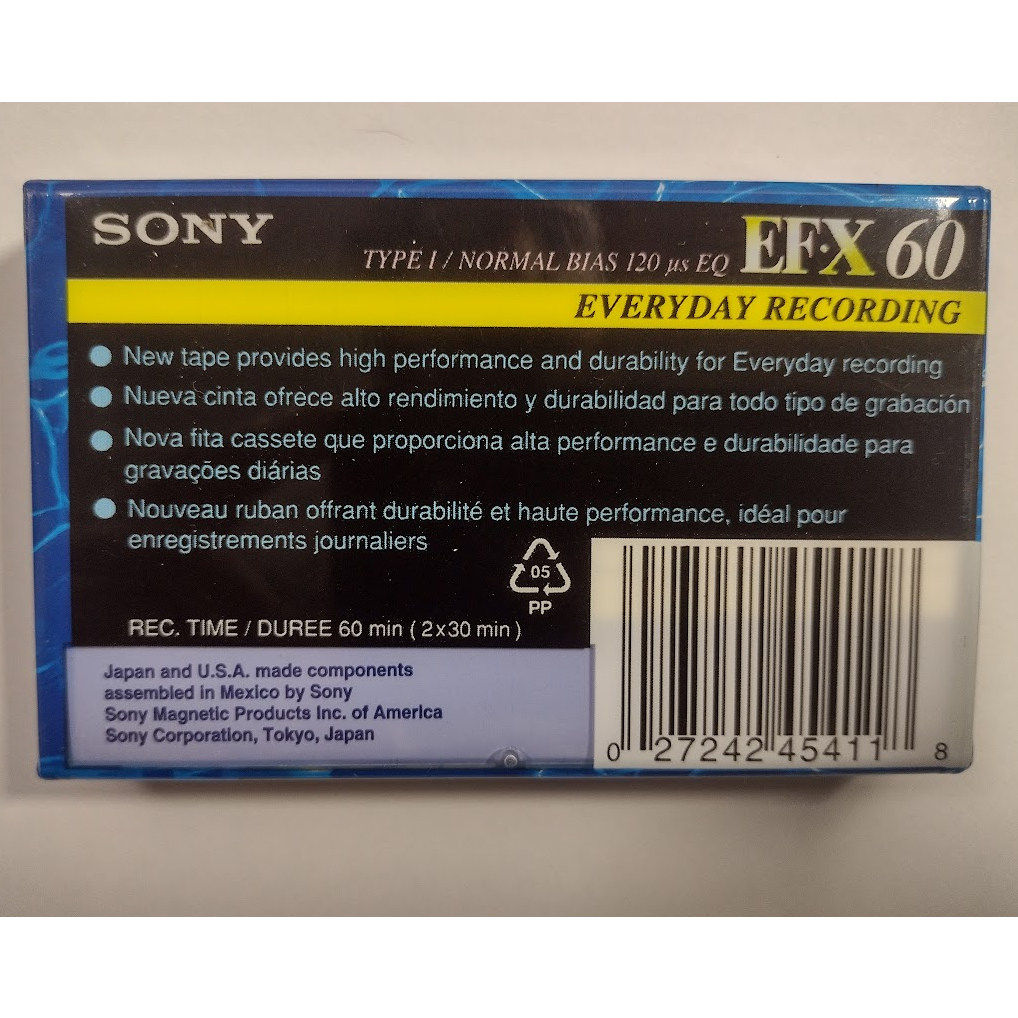 SONY
TYPE I / NORMAL BIAS 120 µs EQ EF·X 60
EVERYDAY RECORDING
● New tape provides high performance and durability for Everyday recording
● Nueva cinta ofrece alto rendimiento y durabilidad para todo tipo de grabación
● Nova fita cassete que proporciona alta performance e durabilidade para
gravações diárias
● Nouveau ruban offrant durabilité et haute performance, idéal pour
enregistrements journaliers
05
PP
REC. TIME / DUREE 60 min ( 2x30 min )
Japan and U.S.A. made components
assembled in Mexico by Sony
Sony Magnetic Products Inc. of America
Sony Corporation, Tokyo, Japan
0 27242 45411 8